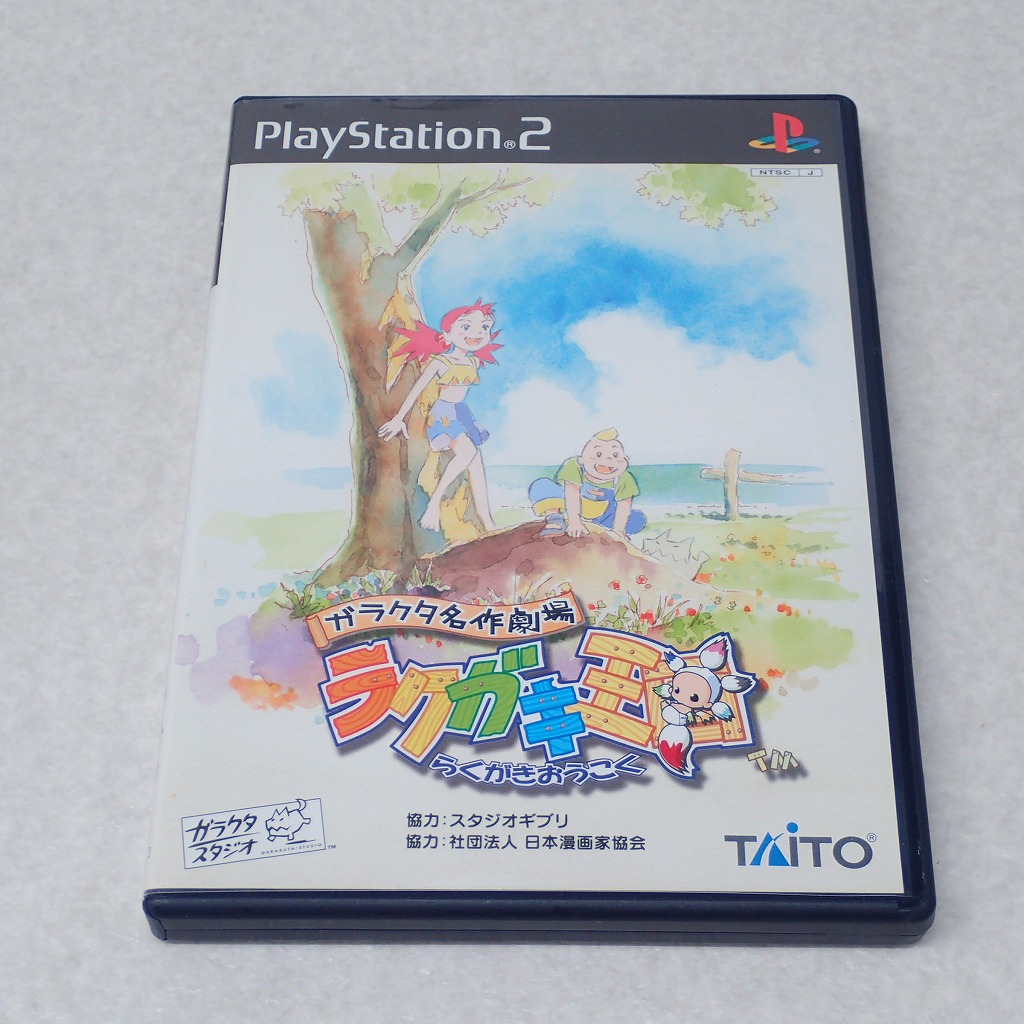 PlayStation®2
NTSC J
ガラクタ名作劇場
ラクガキ王国
らくがきおうこく
TM
ガラクタ
スタジオ
GARAKUTA-STUDIO
TM
協力:スタジオギブリ
協力:社団法人 日本漫画家協会
TAITO®